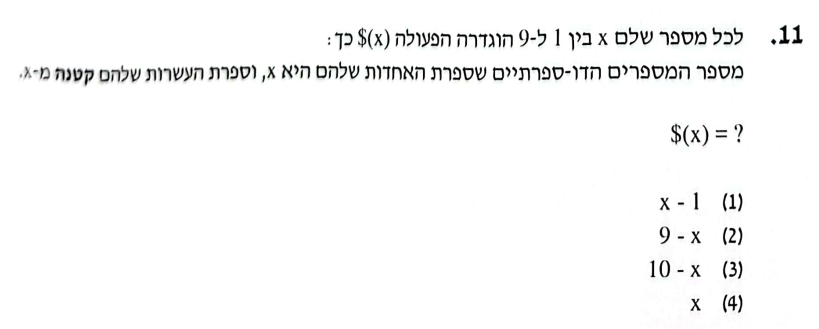 11. לכל מספר שלם x בין 1 ל-9 הוגדרה הפעולה $(x) כך:
מספר המספרים הדו-ספרתיים שספרת האחדות שלהם היא x, וספרת העשרות שלהם קטנה מ-x.
$(x) = ?
(1) x - 1
(2) 9 - x
(3) 10 - x
(4) x